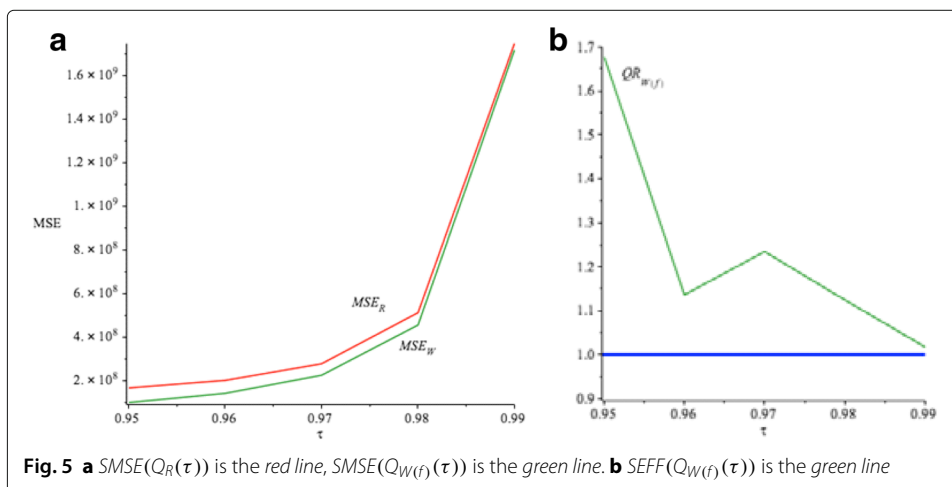 a
1.6 × 10⁹
1.4 × 10⁹
1.2 × 10⁹
1. × 10⁹
MSE
8. × 10⁸
6. × 10⁸
4. × 10⁸
2. × 10⁸
MSE_R
MSE_W
0.95 0.96 0.97 0.98 0.99
τ
b
1.7
1.6
1.5
1.4
1.3
1.2
1.1
1.0
0.9
QR_W(f)
0.95 0.96 0.97 0.98 0.99
τ
Fig. 5 a SMSE(Q_R(τ)) is the red line, SMSE(Q_W(f)(τ)) is the green line. b SEFF(Q_W(f)(τ)) is the green line